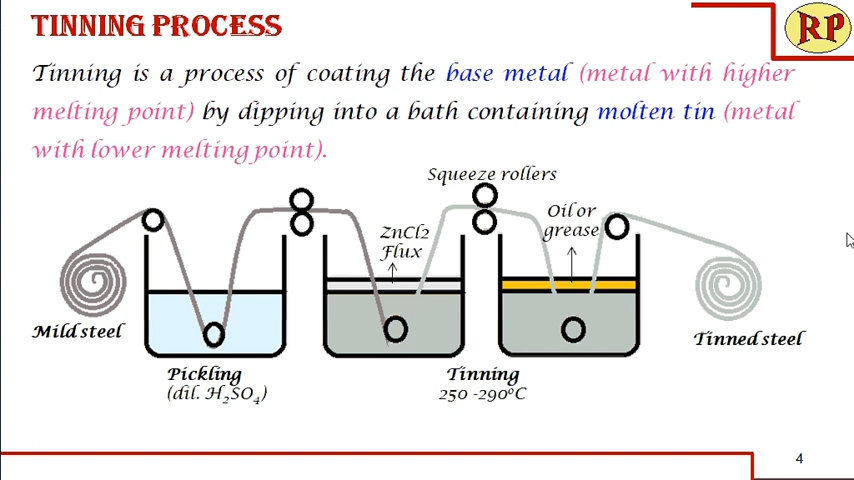 TINNING PROCESS
RP
Tinning is a process of coating the base metal (metal with higher
melting point) by dipping into a bath containing molten tin (metal
with lower melting point).
Squeeze rollers
Oil or
grease
ZnCl2
Flux
Mild steel
Tinned steel
Pickling
(dil. H₂SO₄)
Tinning
250 -290⁰C
4